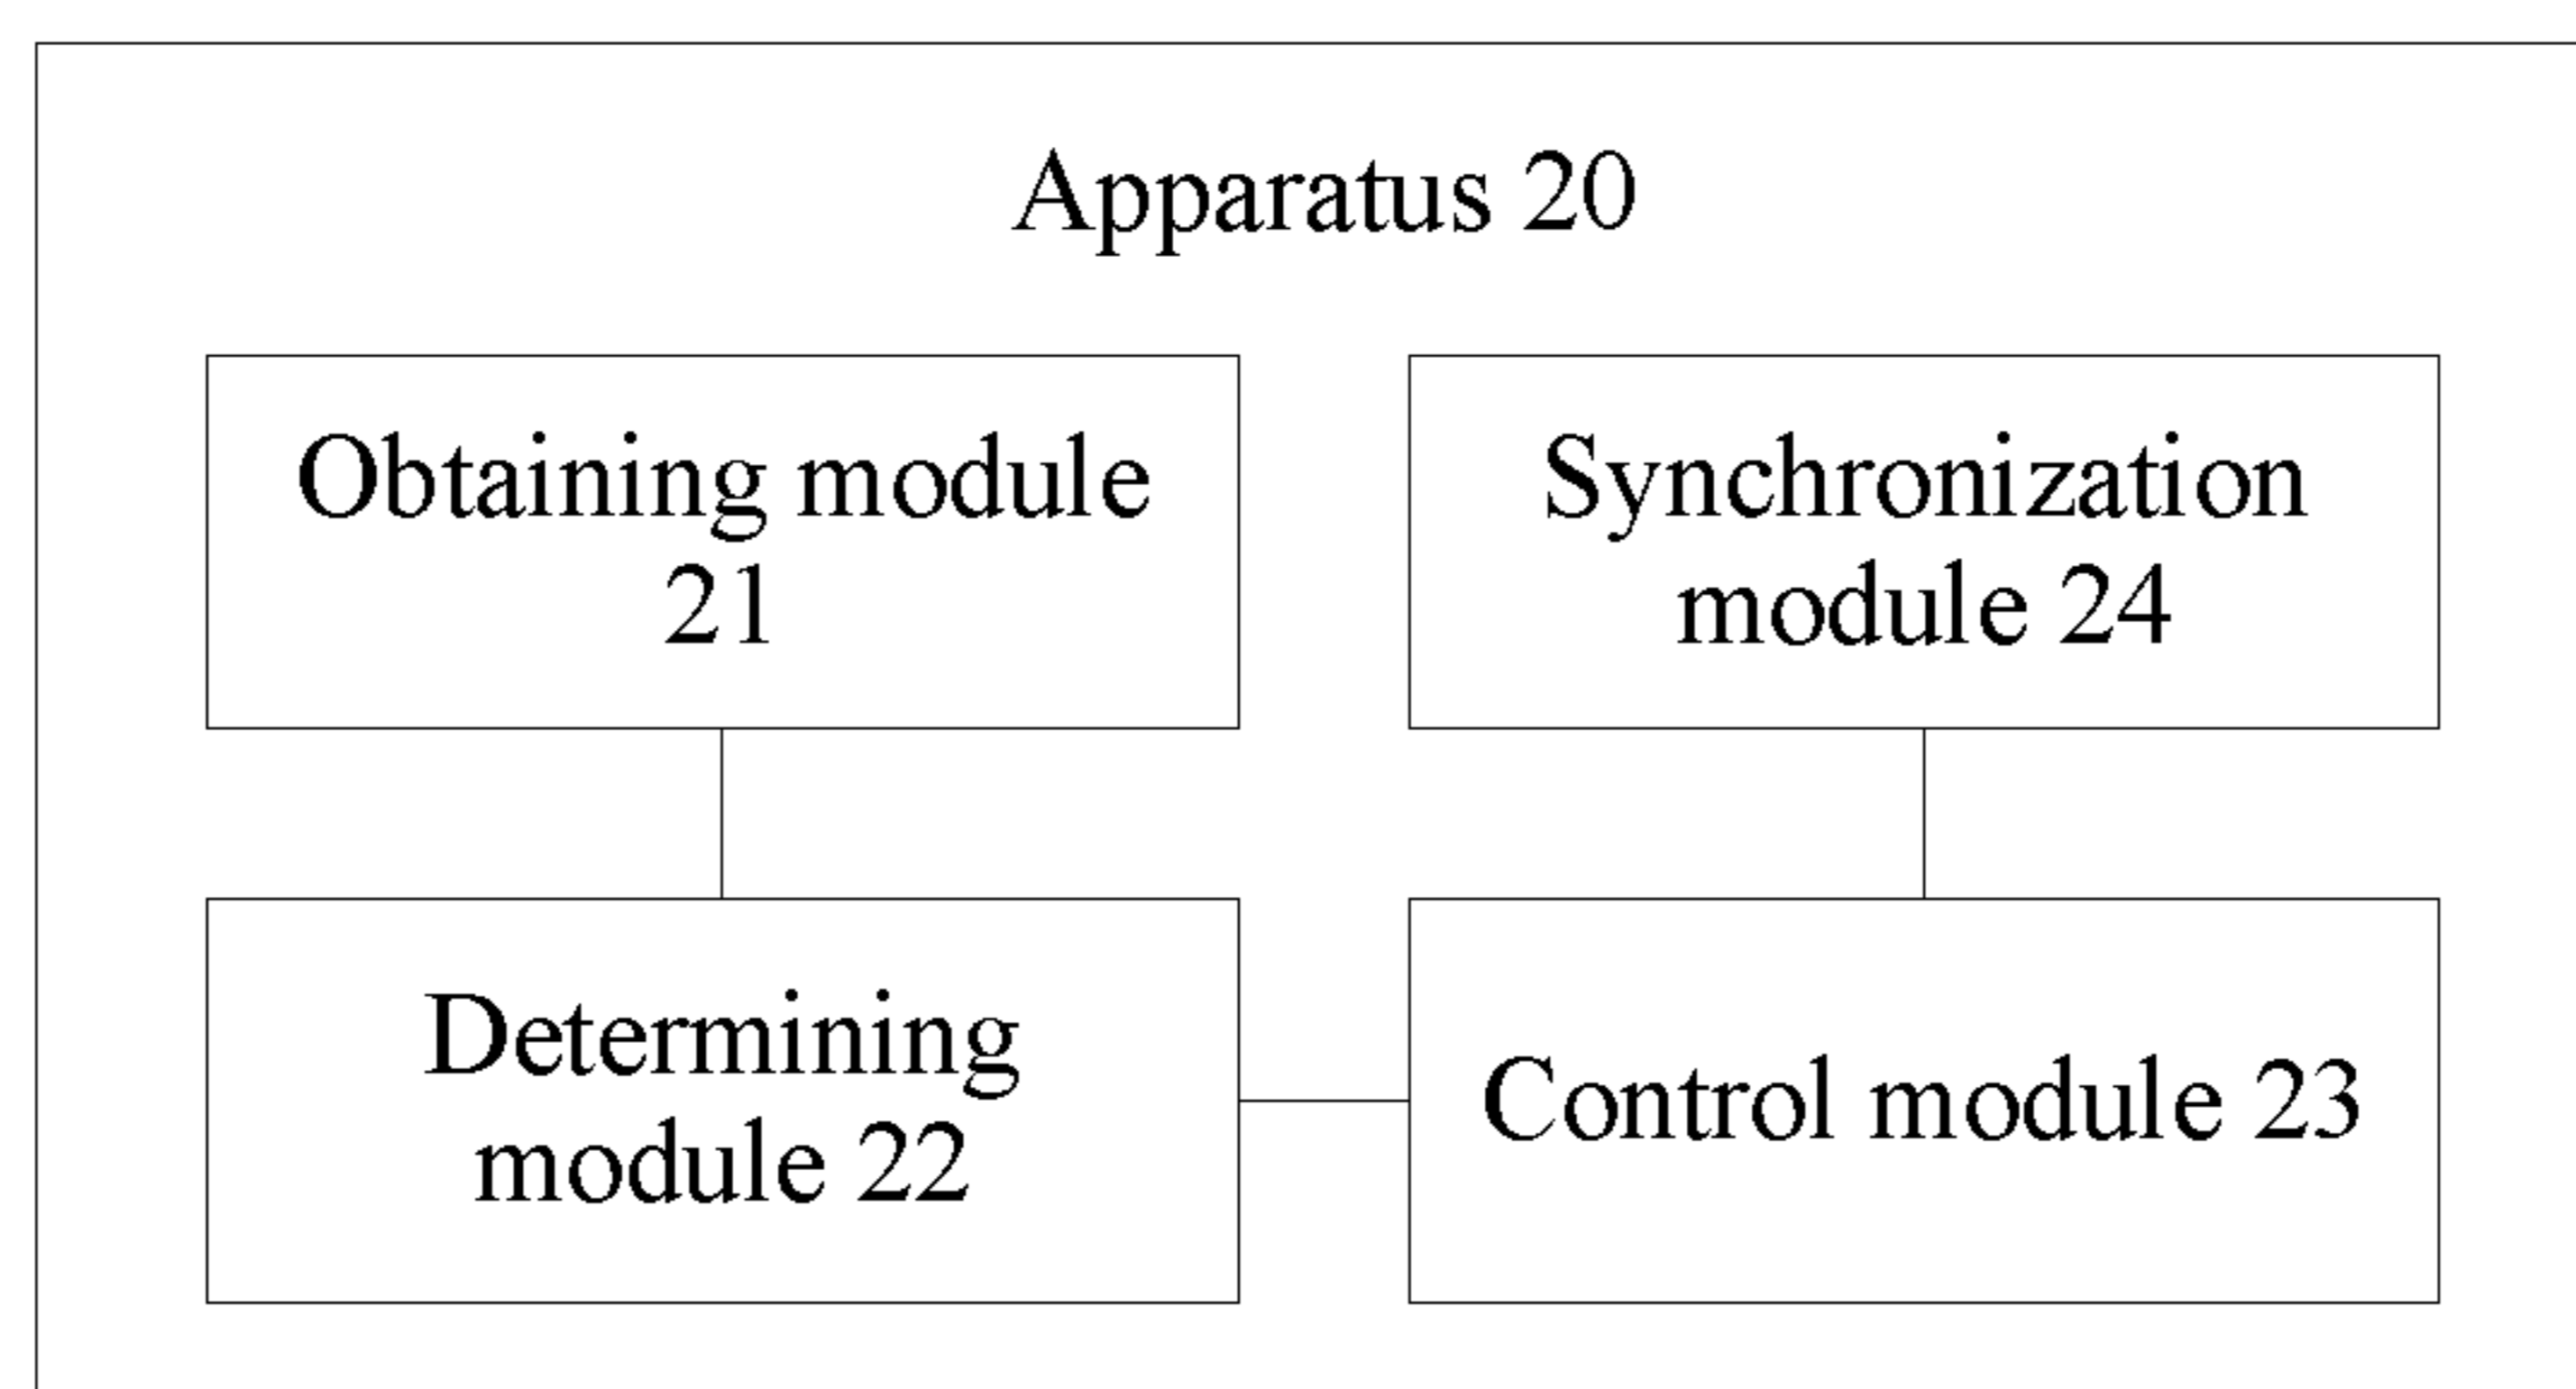 Apparatus 20
Obtaining module
21
Synchronization
module 24
Determining
module 22
Control module 23